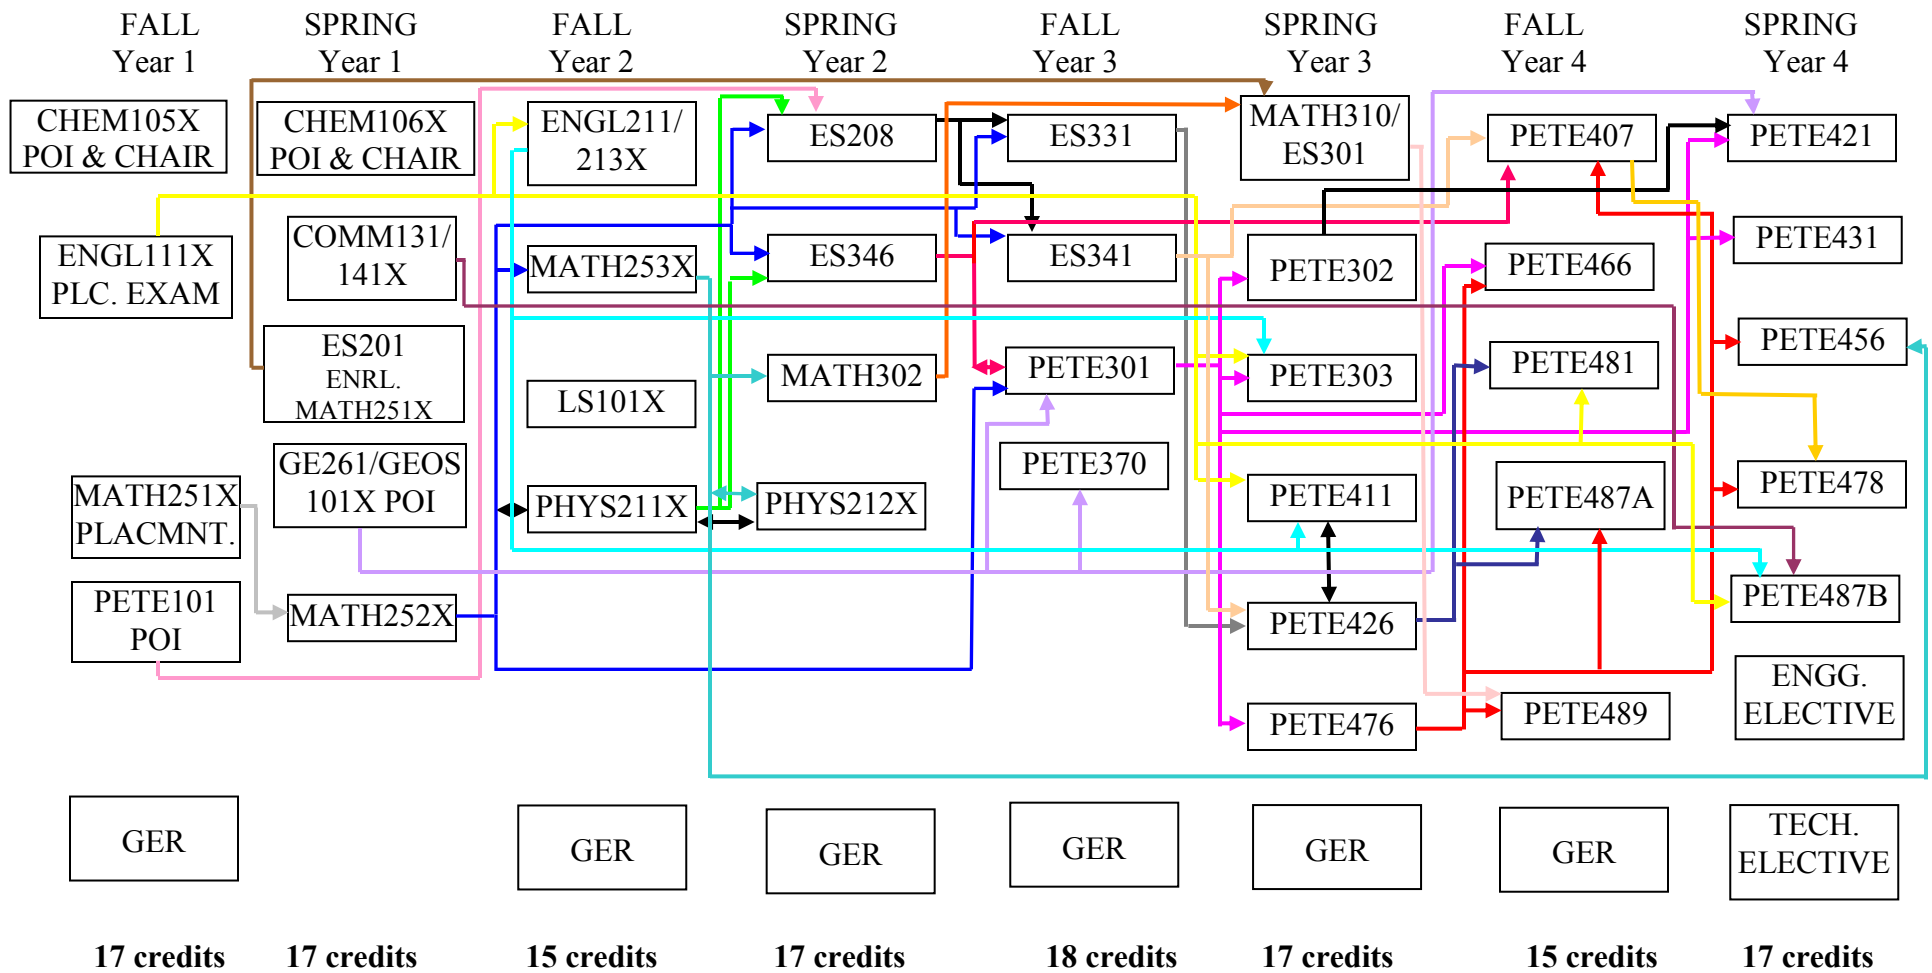 FALL
Year 1
SPRING
Year 1
FALL
Year 2
SPRING
Year 2
FALL
Year 3
SPRING
Year 3
FALL
Year 4
SPRING
Year 4
CHEM105X
POI & CHAIR
ENGL111X
PLC. EXAM
MATH251X
PLACMNT.
PETE101
POI
GER
17 credits
CHEM106X
POI & CHAIR
COMM131/
141X
ES201
ENRL.
MATH251X
GE261/GEOS
101X POI
MATH252X
17 credits
ENGL211/
213X
MATH253X
LS101X
PHYS211X
GER
15 credits
ES208
ES346
MATH302
PHYS212X
GER
17 credits
ES331
ES341
PETE301
PETE370
GER
18 credits
MATH310/
ES301
PETE302
PETE303
PETE411
PETE426
PETE476
GER
17 credits
PETE407
PETE466
PETE481
PETE487A
PETE489
GER
15 credits
PETE421
PETE431
PETE456
PETE478
PETE487B
ENGG.
ELECTIVE
TECH.
ELECTIVE
17 credits